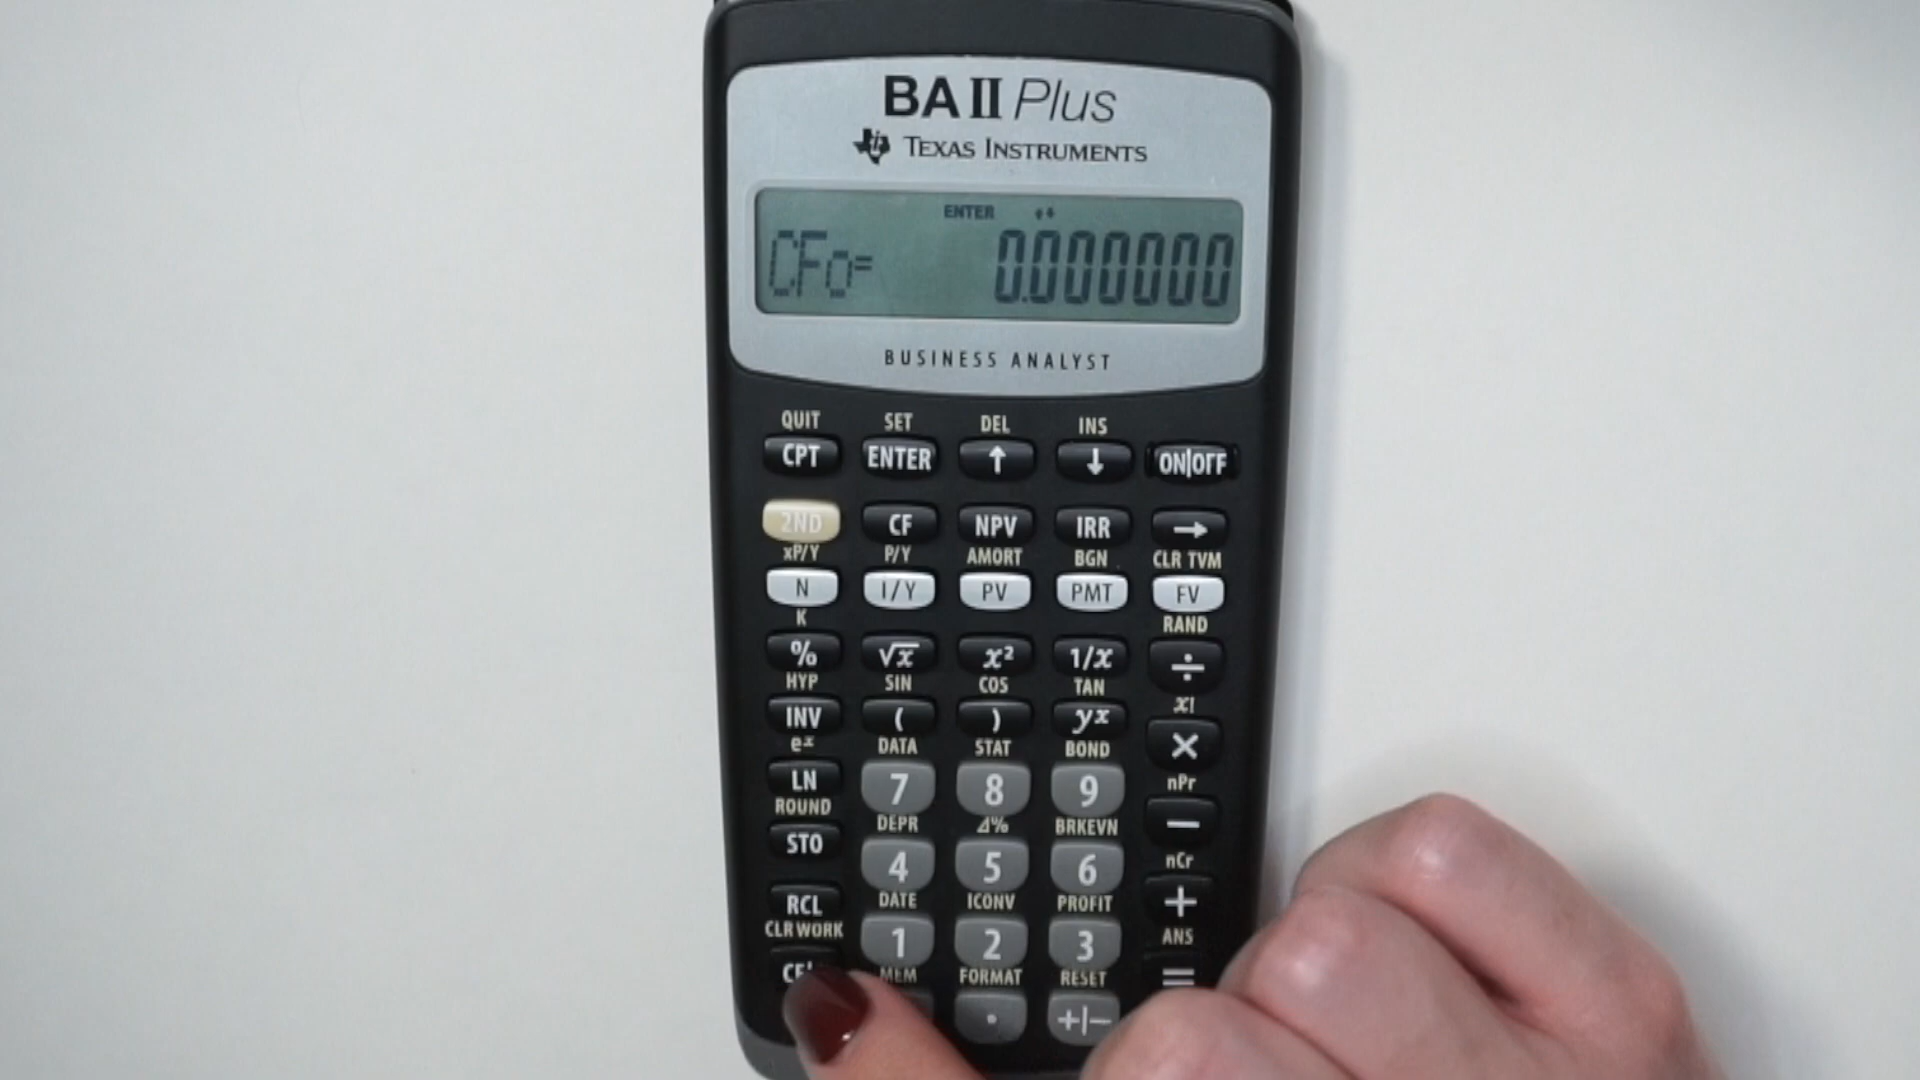 BA II Plus
TEXAS INSTRUMENTS
ENTER ↑↓
CFo= 0.000000
BUSINESS ANALYST
QUIT SET DEL INS
CPT ENTER ↑ ↓ ON|OFF
2ND CF NPV IRR →
xP/Y P/Y AMORT BGN CLR TVM
N I/Y PV PMT FV
K RAND
% √x x² 1/x ÷
HYP SIN COS TAN x!
INV ( ) yˣ ×
eˣ DATA STAT BOND nPr
LN 7 8 9 −
ROUND DEPR Δ% BRKEVN nCr
STO 4 5 6 +
DATE ICONV PROFIT ANS
RCL 1 2 3 =
CLR WORK MEM FORMAT RESET
. +|−